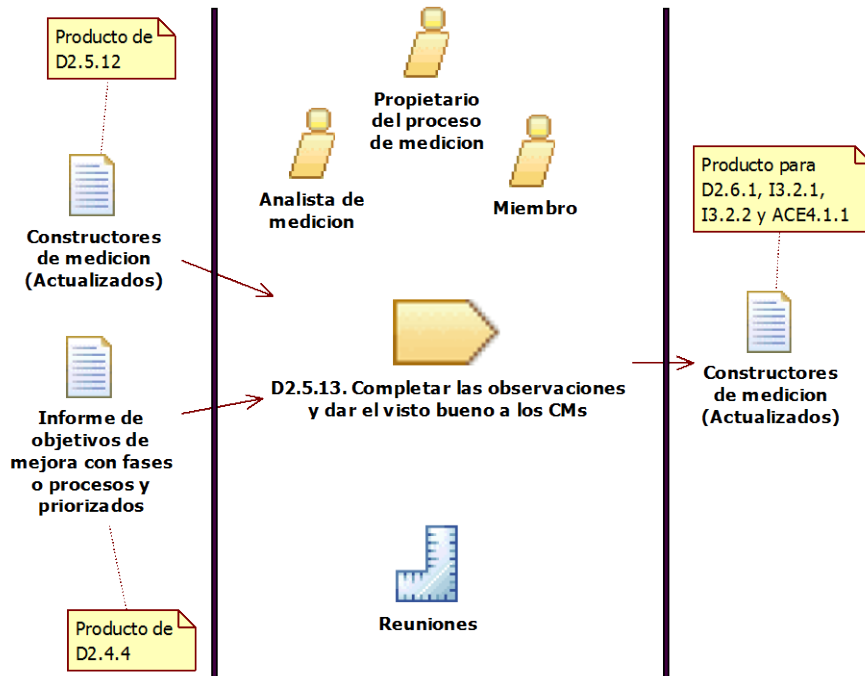 Producto de
D2.5.12
Constructores
de medicion
(Actualizados)
Informe de
objetivos de
mejora con fases
o procesos y
priorizados
Producto de
D2.4.4
Propietario
del proceso
de medicion
Analista de
medicion
Miembro
D2.5.13. Completar las observaciones
y dar el visto bueno a los CMs
Reuniones
Producto para
D2.6.1, I3.2.1,
I3.2.2 y ACE4.1.1
Constructores
de medicion
(Actualizados)